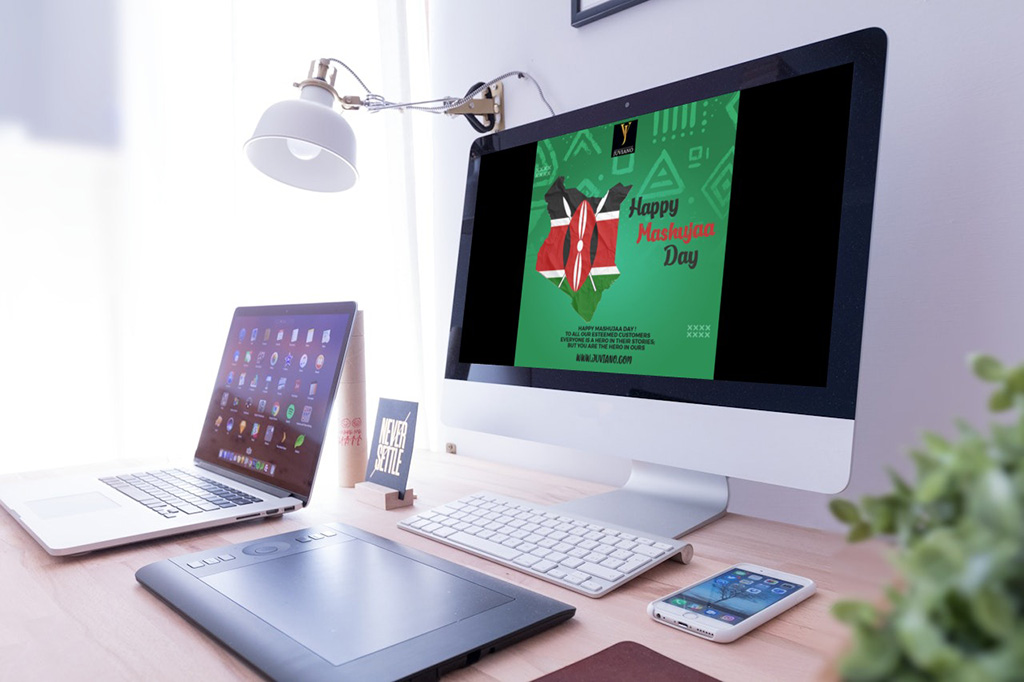 JUVIANO
Happy
Mashujaa
Day
HAPPY MASHUJAA DAY !
TO ALL OUR ESTEEMED CUSTOMERS
EVERYONE IS A HERO IN THEIR STORIES;
BUT YOU ARE THE HERO IN OURS
WWW.JUVIANO.COM
NEVER
SETTLE